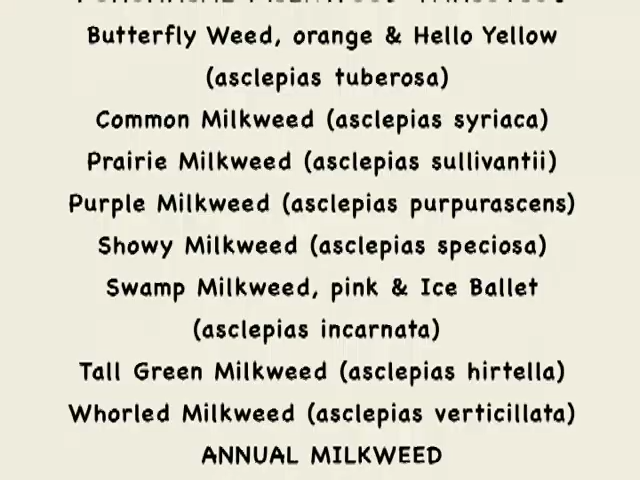 Butterfly Weed, orange & Hello Yellow
(asclepias tuberosa)
Common Milkweed (asclepias syriaca)
Prairie Milkweed (asclepias sullivantii)
Purple Milkweed (asclepias purpurascens)
Showy Milkweed (asclepias speciosa)
Swamp Milkweed, pink & Ice Ballet
(asclepias incarnata)
Tall Green Milkweed (asclepias hirtella)
Whorled Milkweed (asclepias verticillata)
ANNUAL MILKWEED